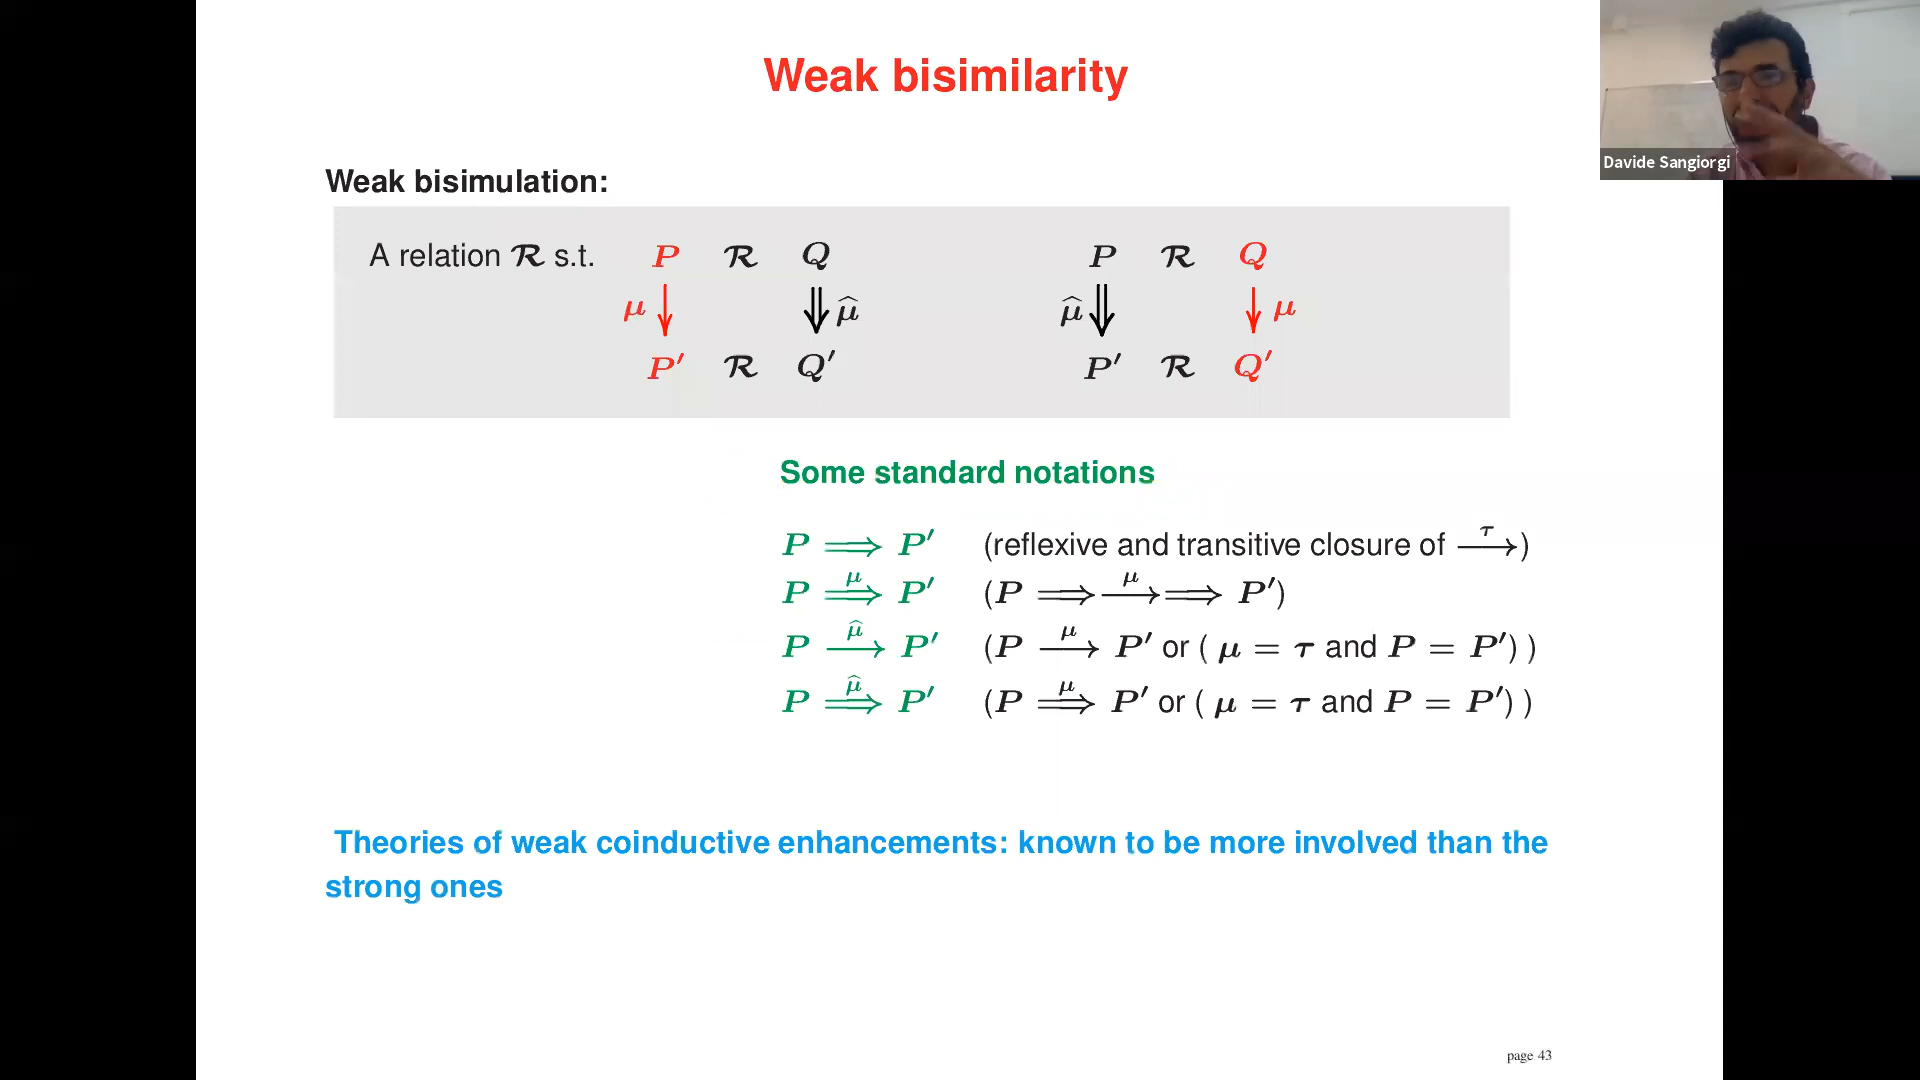 Weak bisimilarity
Davide Sangiorgi
Weak bisimulation:
A relation 𝓡 s.t. P 𝓡 Q P 𝓡 Q
μ ↓ ⇓ μ̂ μ̂ ⇓ ↓ μ
P′ 𝓡 Q′ P′ 𝓡 Q′
Some standard notations
P ⟹ P′ (reflexive and transitive closure of —τ→)
P =μ⇒ P′ (P ⟹ —μ→ ⟹ P′)
P —μ̂→ P′ (P —μ→ P′ or ( μ = τ and P = P′) )
P =μ̂⇒ P′ (P =μ⇒ P′ or ( μ = τ and P = P′) )
Theories of weak coinductive enhancements: known to be more involved than the
strong ones
page 43